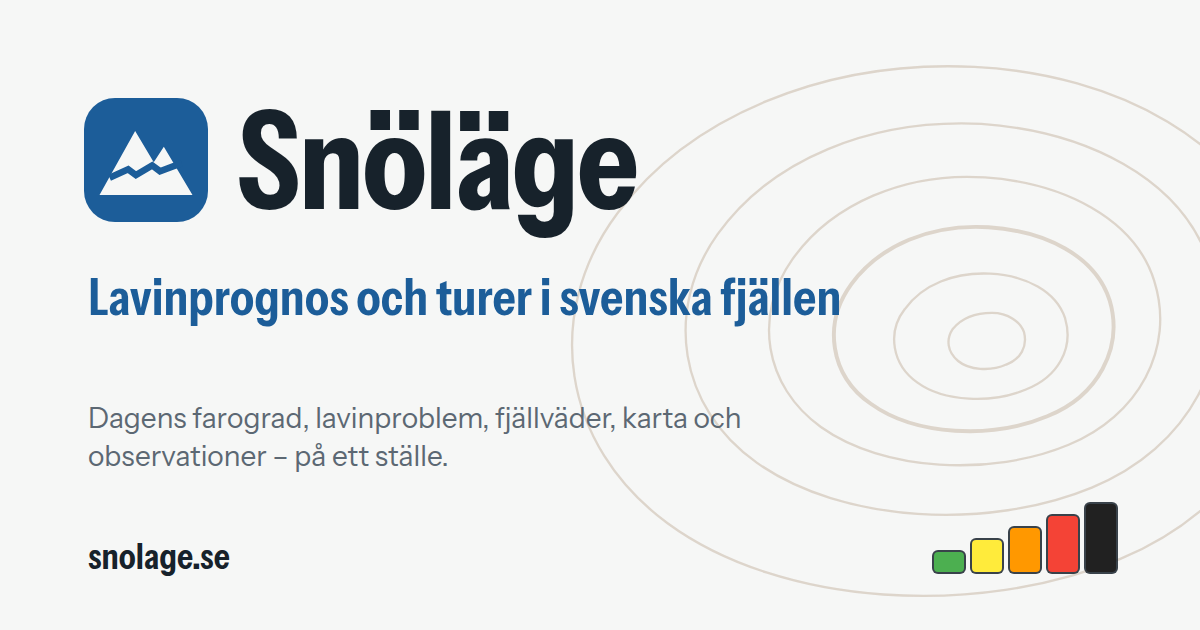 Snöläge
Lavinprognos och turer i svenska fjällen
Dagens farograd, lavinproblem, fjällväder, karta och
observationer – på ett ställe.
snolage.se